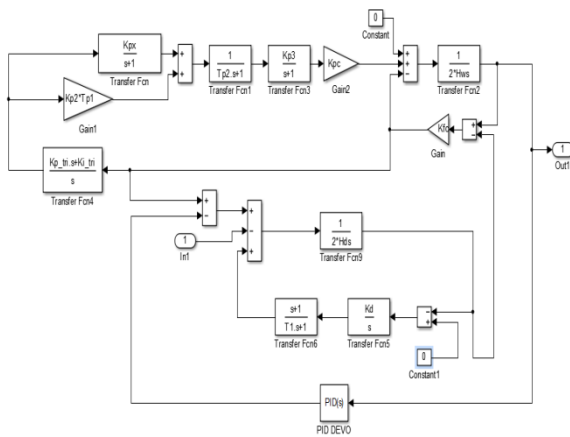 0
Constant
Kpx
s+1
Transfer Fcn
1
Tp2.s+1
Transfer Fcn1
Kp3
s+1
Transfer Fcn3
Kpc
Gain2
1
2*Hws
Transfer Fcn2
Kp2*Tp1
Gain1
Kfc
Gain
1
Out1
Kp_tri.s+Ki_tri
s
Transfer Fcn4
1
In1
1
2*Hds
Transfer Fcn9
s+1
T1.s+1
Transfer Fcn6
Kd
s
Transfer Fcn5
0
Constant1
PID(s)
PID DEVO